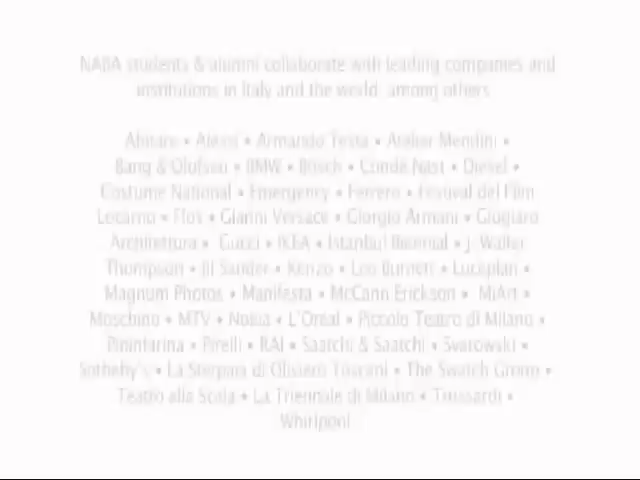 NABA students & alumni collaborate with leading companies and
institutions in Italy and the world: among others
Abitare • Alessi • Armando Testa • Atelier Mendini •
Bang & Olufsen • BMW • Bosch • Condé Nast • Diesel •
Costume National • Emergency • Ferrero • Festival del Film
Locarno • Flos • Gianni Versace • Giorgio Armani • Giugiaro
Architettura • Gucci • IKEA • Istanbul Biennial • J. Walter
Thompson • Jil Sander • Kenzo • Leo Burnett • Luceplan •
Magnum Photos • Manifesta • McCann Erickson • MiArt •
Moschino • MTV • Nokia • L'Oreal • Piccolo Teatro di Milano •
Pininfarina • Pirelli • RAI • Saatchi & Saatchi • Swarowski •
Sotheby's • La Sterpaia di Oliviero Toscani • The Swatch Group •
Teatro alla Scala • La Triennale di Milano • Trussardi •
Whirlpool